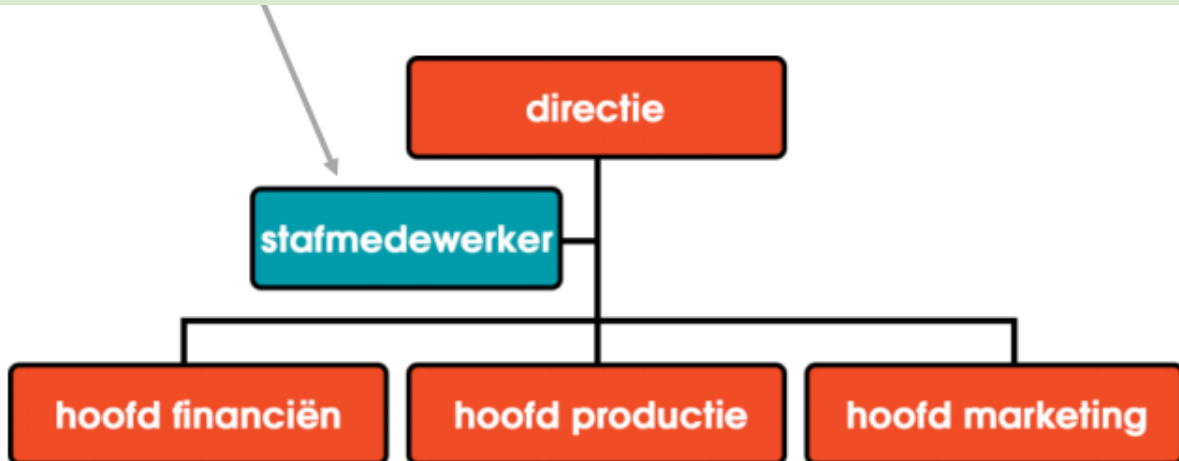 directie
stafmedewerker
hoofd financiën
hoofd productie
hoofd marketing